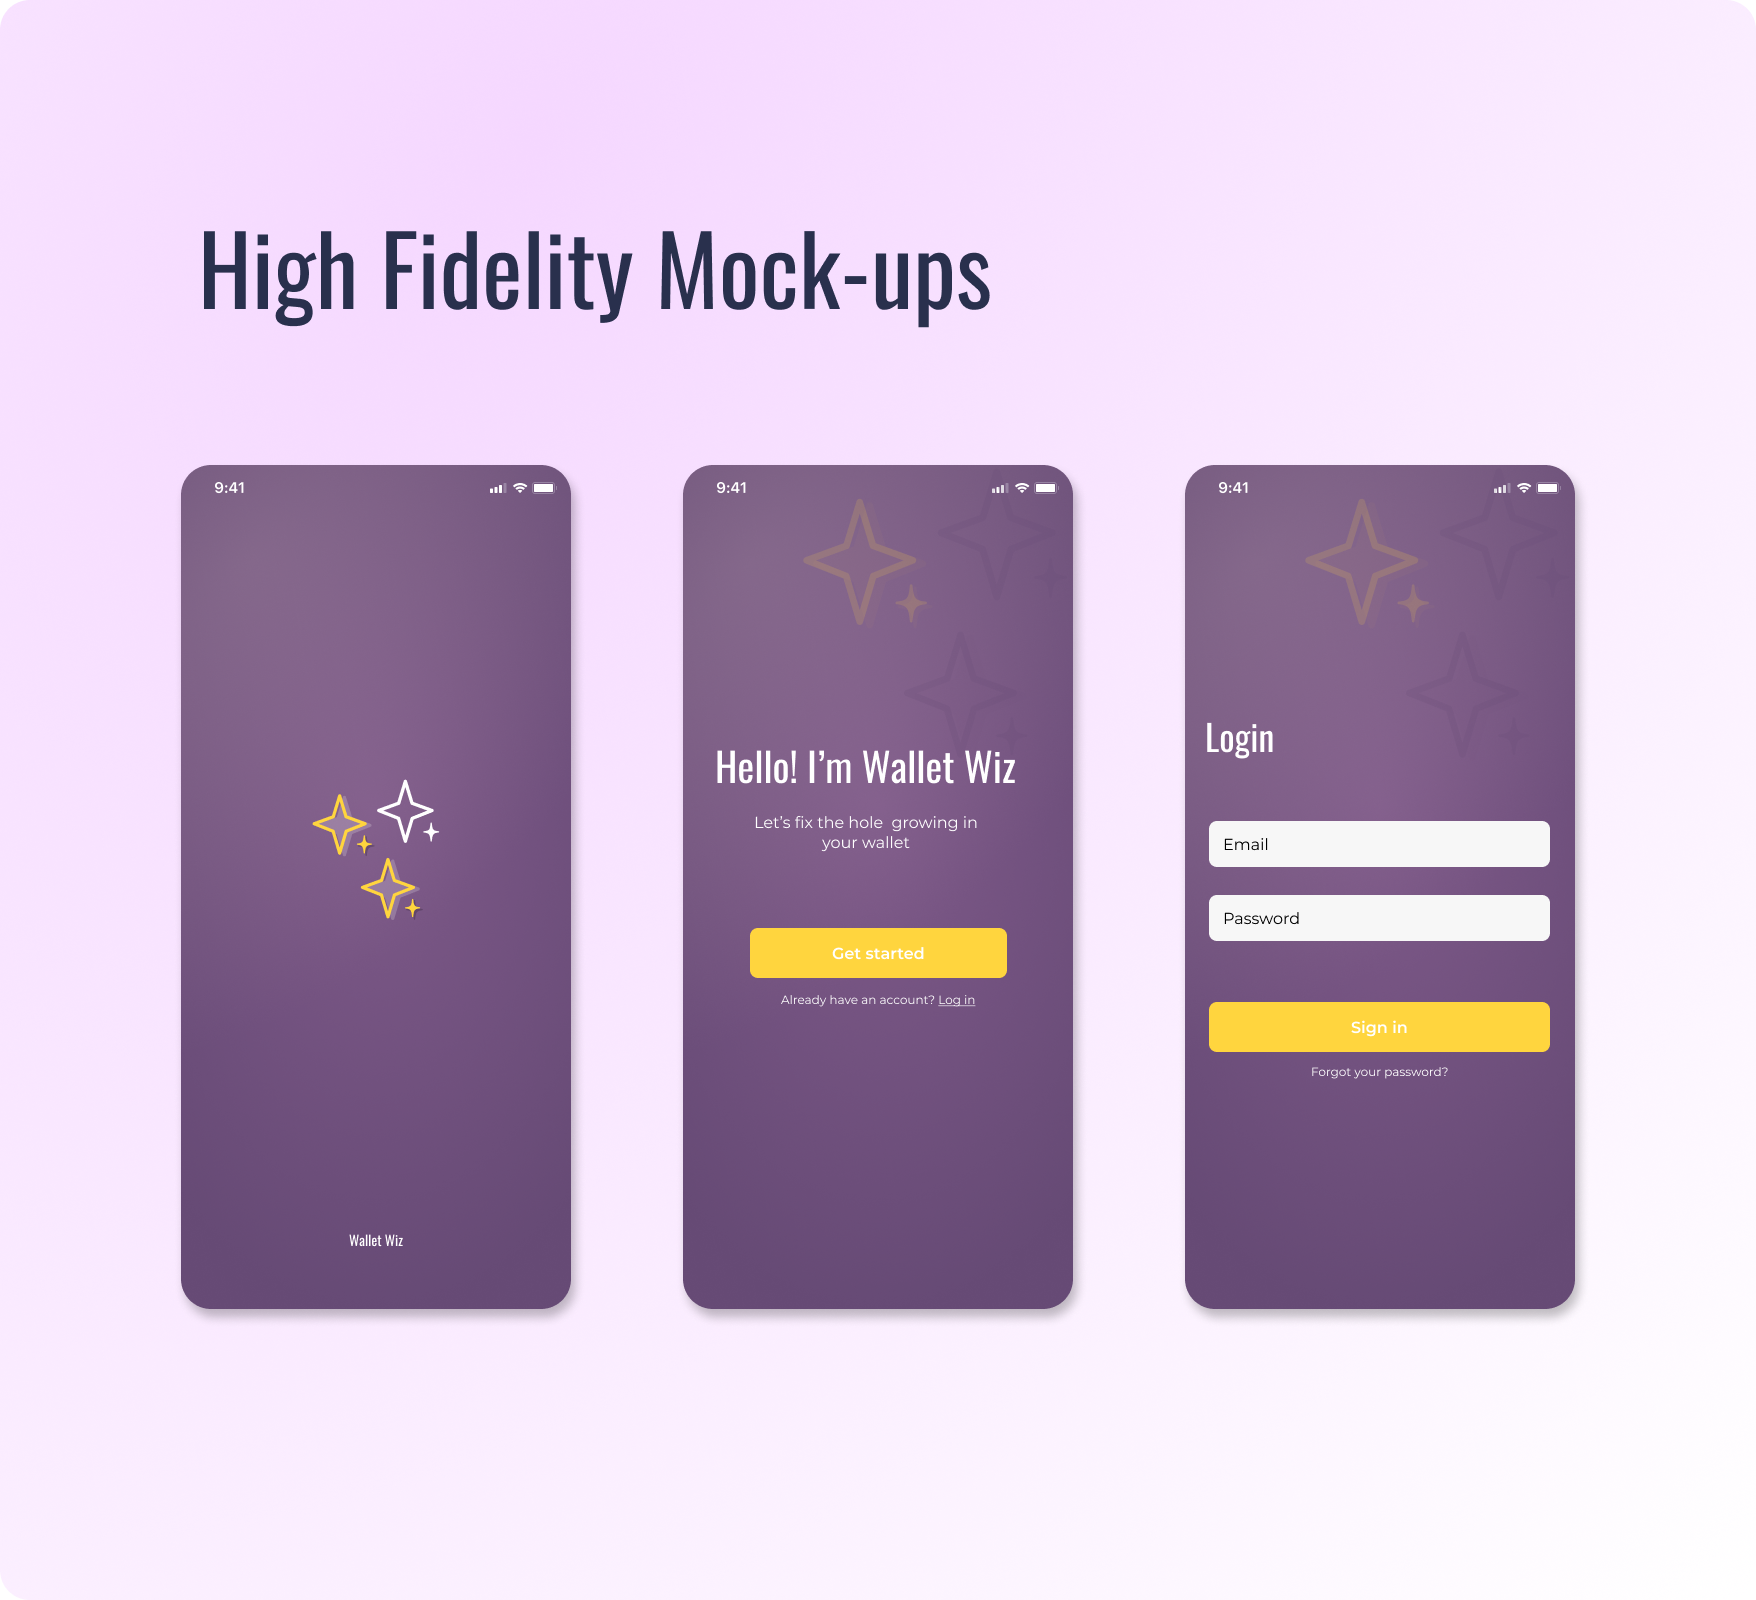 High Fidelity Mock-ups
9:41
Wallet Wiz
9:41
Hello! I’m Wallet Wiz
Let’s fix the hole  growing in
your wallet
Get started
Already have an account? Log in
9:41
Login
Email
Password
Sign in
Forgot your password?